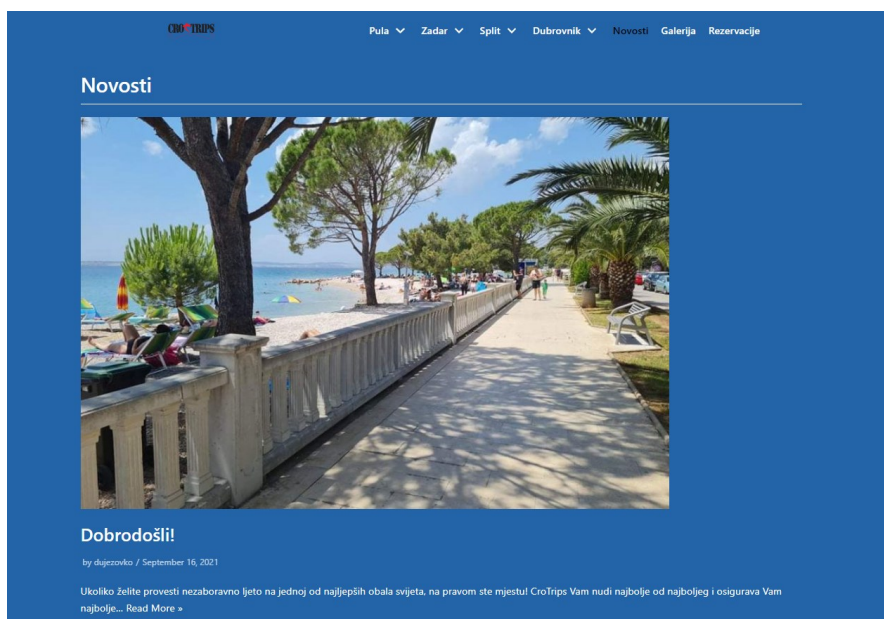 CRO TRIPS
Pula Zadar Split Dubrovnik Novosti Galerija Rezervacije
Novosti
Dobrodošli!
by dujezovko / September 16, 2021
Ukoliko želite provesti nezaboravno ljeto na jednoj od najljepših obala svijeta, na pravom ste mjestu! CroTrips Vam nudi najbolje od najboljeg i osigurava Vam
najbolje... Read More »